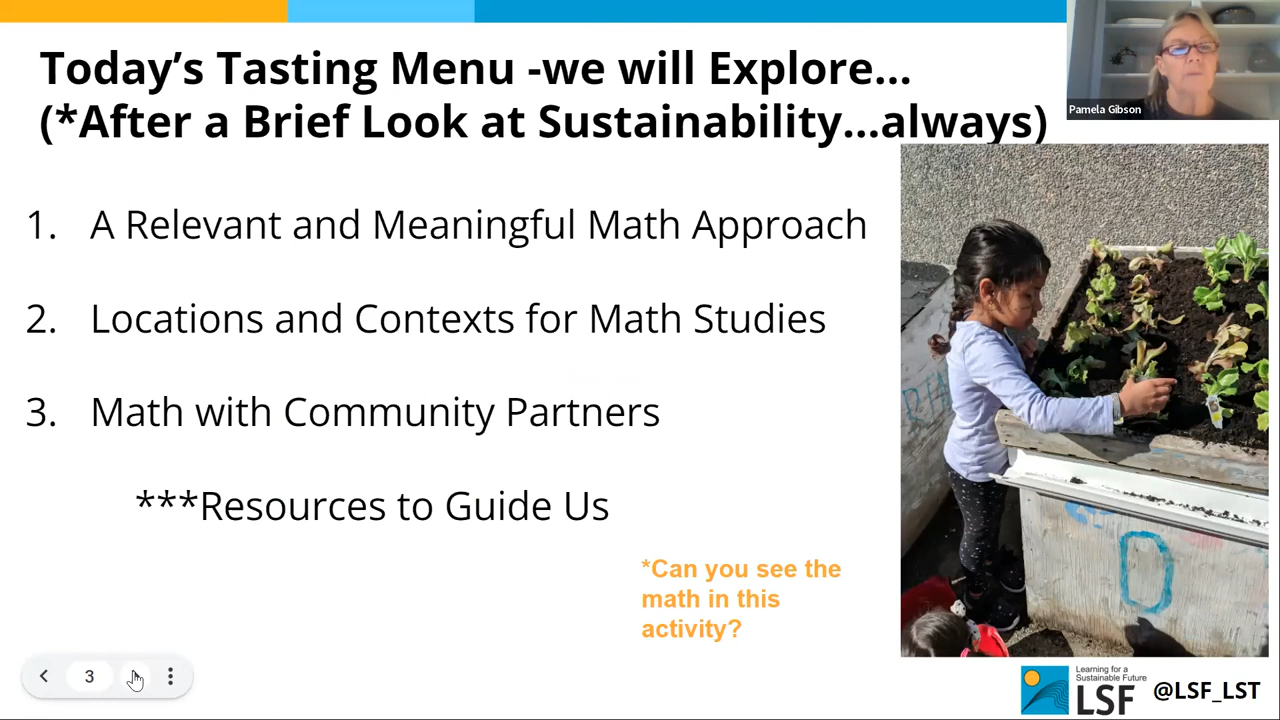 Today's Tasting Menu -we will Explore...
(*After a Brief Look at Sustainability...always)
Pamela Gibson
1. A Relevant and Meaningful Math Approach
2. Locations and Contexts for Math Studies
3. Math with Community Partners
***Resources to Guide Us
*Can you see the
math in this
activity?
D
3
Learning for a
Sustainable Future
LSF
@LSF_LST